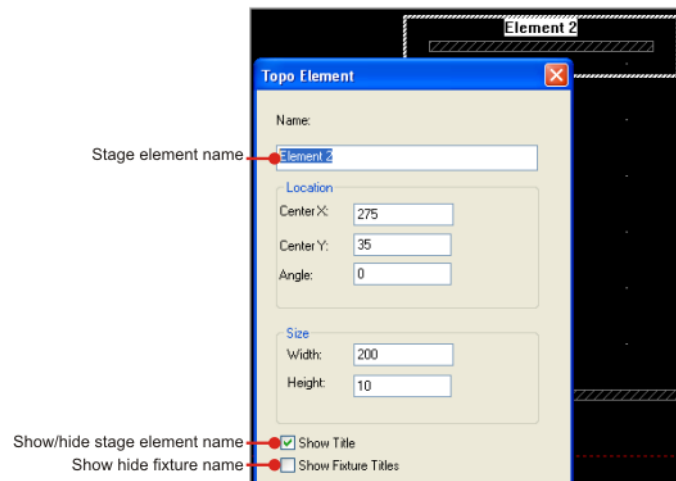 Element 2
Topo Element
Name:
Stage element name
Element 2
Location
Center X:
275
Center Y:
35
Angle:
0
Size
Width:
200
Height:
10
Show/hide stage element name
Show Title
Show hide fixture name
Show Fixture Titles